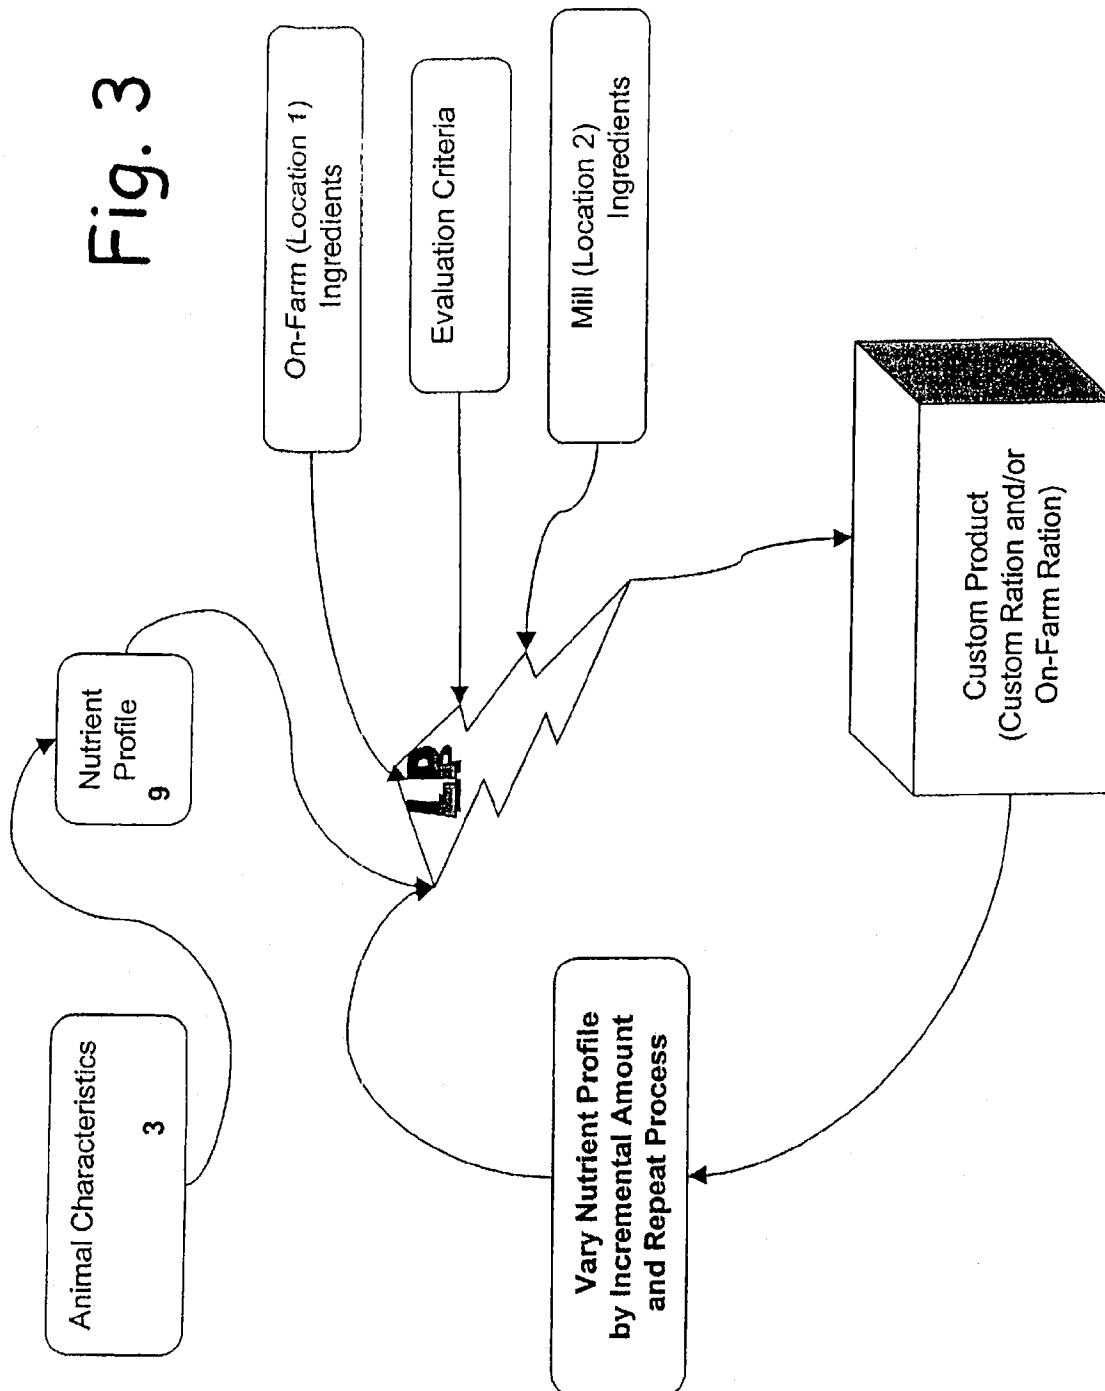 Fig. 3
Animal Characteristics
3
Nutrient
Profile
9
On-Farm (Location 1)
Ingredients
Evaluation Criteria
Mill (Location 2)
Ingredients
LP
Vary Nutrient Profile
by Incremental Amount
and Repeat Process
Custom Product
(Custom Ration and/or
On-Farm Ration)